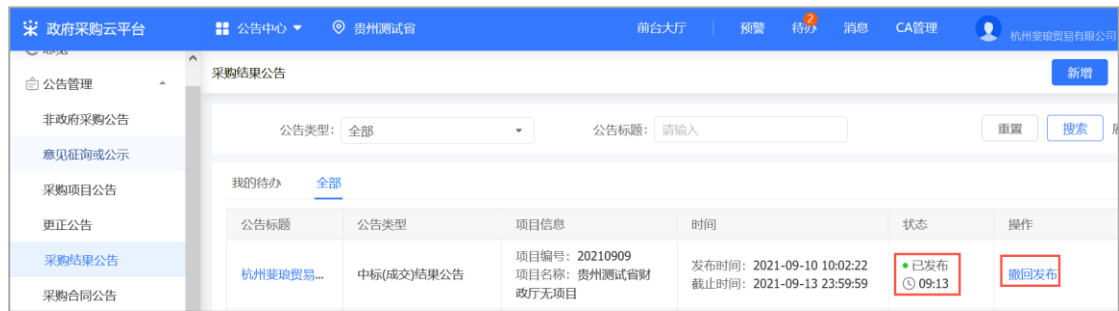 政府采购云平台 公告中心 贵州测试省 前台大厅 预警 待办 2 消息 CA管理 杭州斐琅贸易有限公司
公告管理 采购结果公告 新增
非政府采购公告 公告类型: 全部 公告标题: 请输入 重置 搜索
意见征询或公示
采购项目公告 我的待办 全部
更正公告 公告标题 公告类型 项目信息 时间 状态 操作
采购结果公告
采购合同公告
杭州斐琅贸易... 中标(成交)结果公告
项目编号: 20210909
项目名称: 贵州测试省财
政厅无项目
发布时间: 2021-09-10 10:02:22
截止时间: 2021-09-13 23:59:59
已发布
09:13
撤回发布